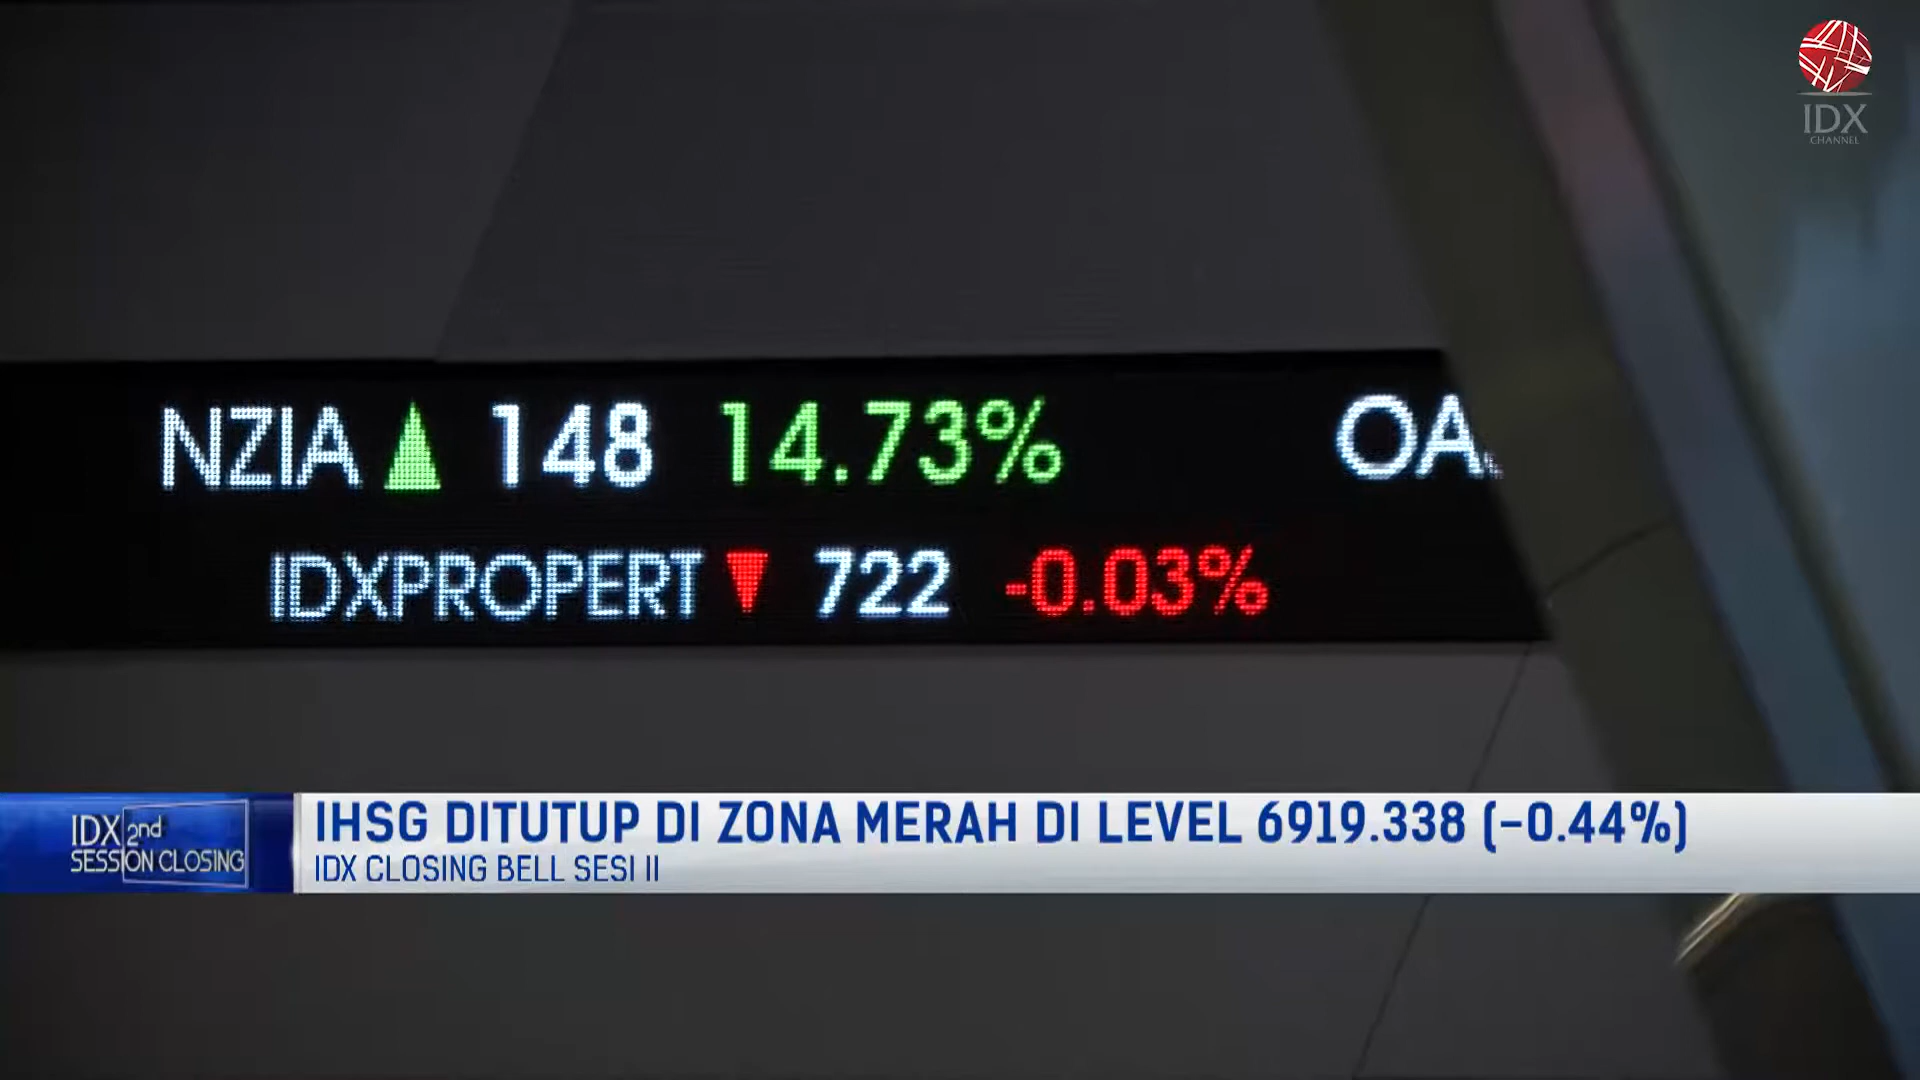 IDX
CHANNEL
NZIA ▲ 148 14.73%
IDXPROPERT ▼ 722 -0.03%
IDX 2nd
SESSION CLOSING
IHSG DITUTUP DI ZONA MERAH DI LEVEL 6919.338 (-0.44%)
IDX CLOSING BELL SESI II